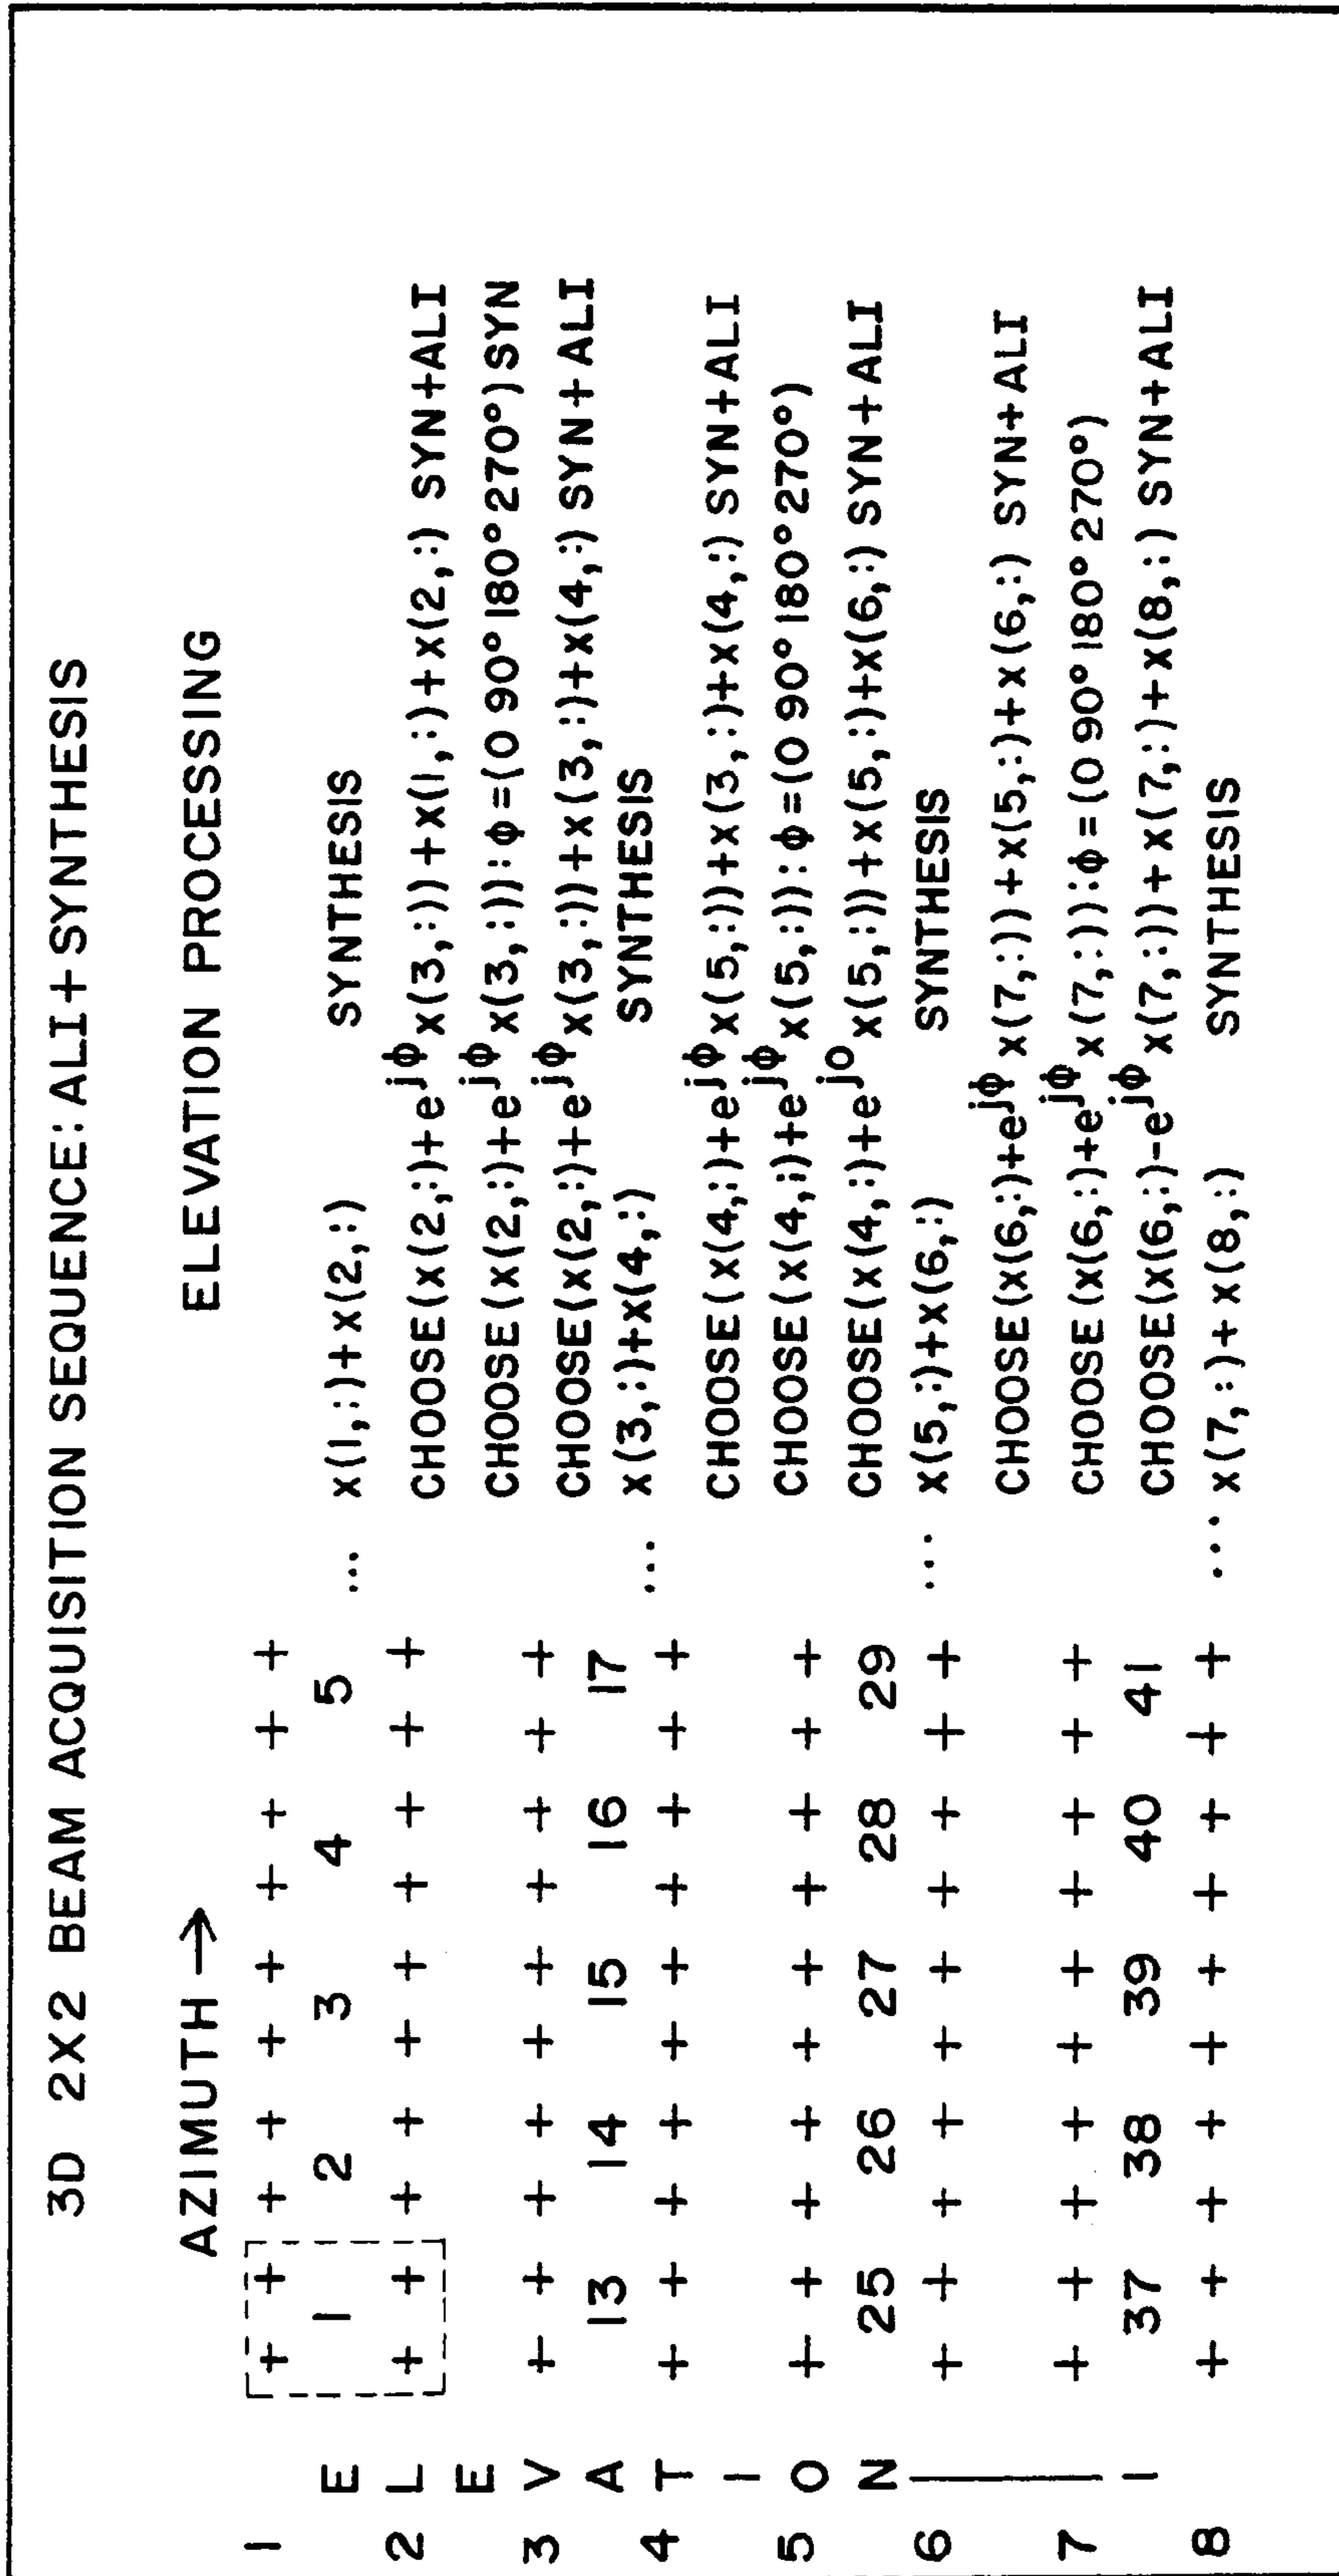 3D 2X2 BEAM ACQUISITION SEQUENCE: ALI+SYNTHESIS
AZIMUTH → ELEVATION PROCESSING
ELEVATION
1 + + + + + + + + + +
1 2 3 4 5 ... x(1,:)+x(2,:) SYNTHESIS
2 + + + + + + + + + + CHOOSE(x(2,:)+e^jϕ x(3,:))+x(1,:)+x(2,:) SYN+ALI
CHOOSE(x(2,:)+e^jϕ x(3,:)):ϕ=(0 90° 180° 270°)SYN
3 + + + + + + + + + + CHOOSE(x(2,:)+e^jϕ x(3,:))+x(3,:)+x(4,:) SYN+ALI
13 14 15 16 17 ... x(3,:)+x(4,:) SYNTHESIS
4 + + + + + + + + + +
CHOOSE(x(4,:)+e^jϕ x(5,:))+x(3,:)+x(4,:) SYN+ALI
5 + + + + + + + + + + CHOOSE(x(4,:)+e^jϕ x(5,:)):ϕ=(0 90° 180° 270°)
25 26 27 28 29 CHOOSE(x(4,:)+e^jo x(5,:))+x(5,:)+x(6,:) SYN+ALI
6 + + + + + + + + + + ... x(5,:)+x(6,:) SYNTHESIS
CHOOSE(x(6,:)+e^jϕ x(7,:))+x(5,:)+x(6,:) SYN+ALI
7 + + + + + + + + + + CHOOSE(x(6,:)+e^jϕ x(7,:)):ϕ=(0 90° 180° 270°)
37 38 39 40 41 CHOOSE(x(6,:)-e^jϕ x(7,:))+x(7,:)+x(8,:) SYN+ALI
8 + + + + + + + + + + ... x(7,:)+x(8,:) SYNTHESIS